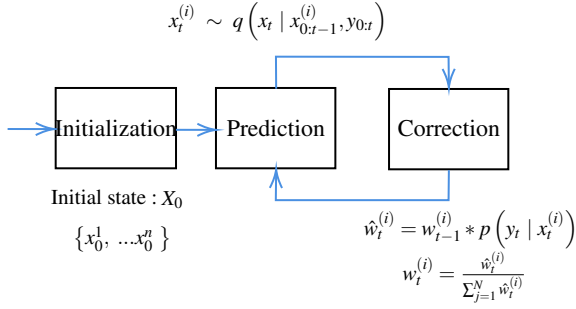 x_t^{(i)} ∼ q(x_t | x_{0:t−1}^{(i)}, y_{0:t})
Initialization
Prediction
Correction
Initial state : X_0
{x_0^1, ...x_0^n }
ŵ_t^{(i)} = w_{t−1}^{(i)} * p(y_t | x_t^{(i)})
w_t^{(i)} = \frac{ŵ_t^{(i)}}{Σ_{j=1}^N ŵ_t^{(i)}}